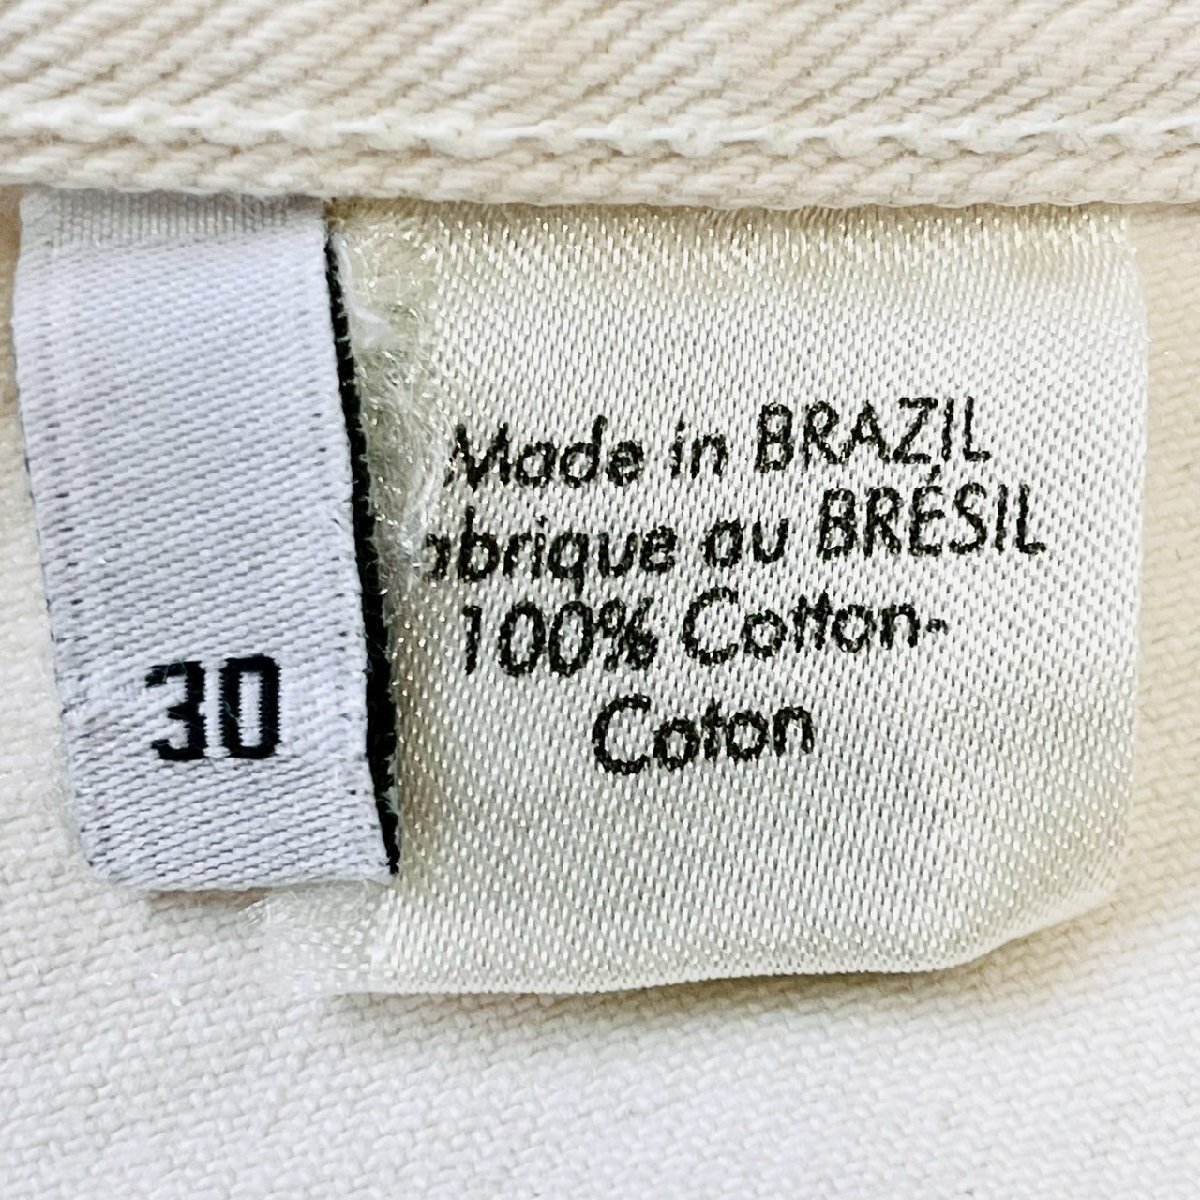 Made in BRAZIL
abrique au BRÉSIL
100% Cotton-
Coton
30